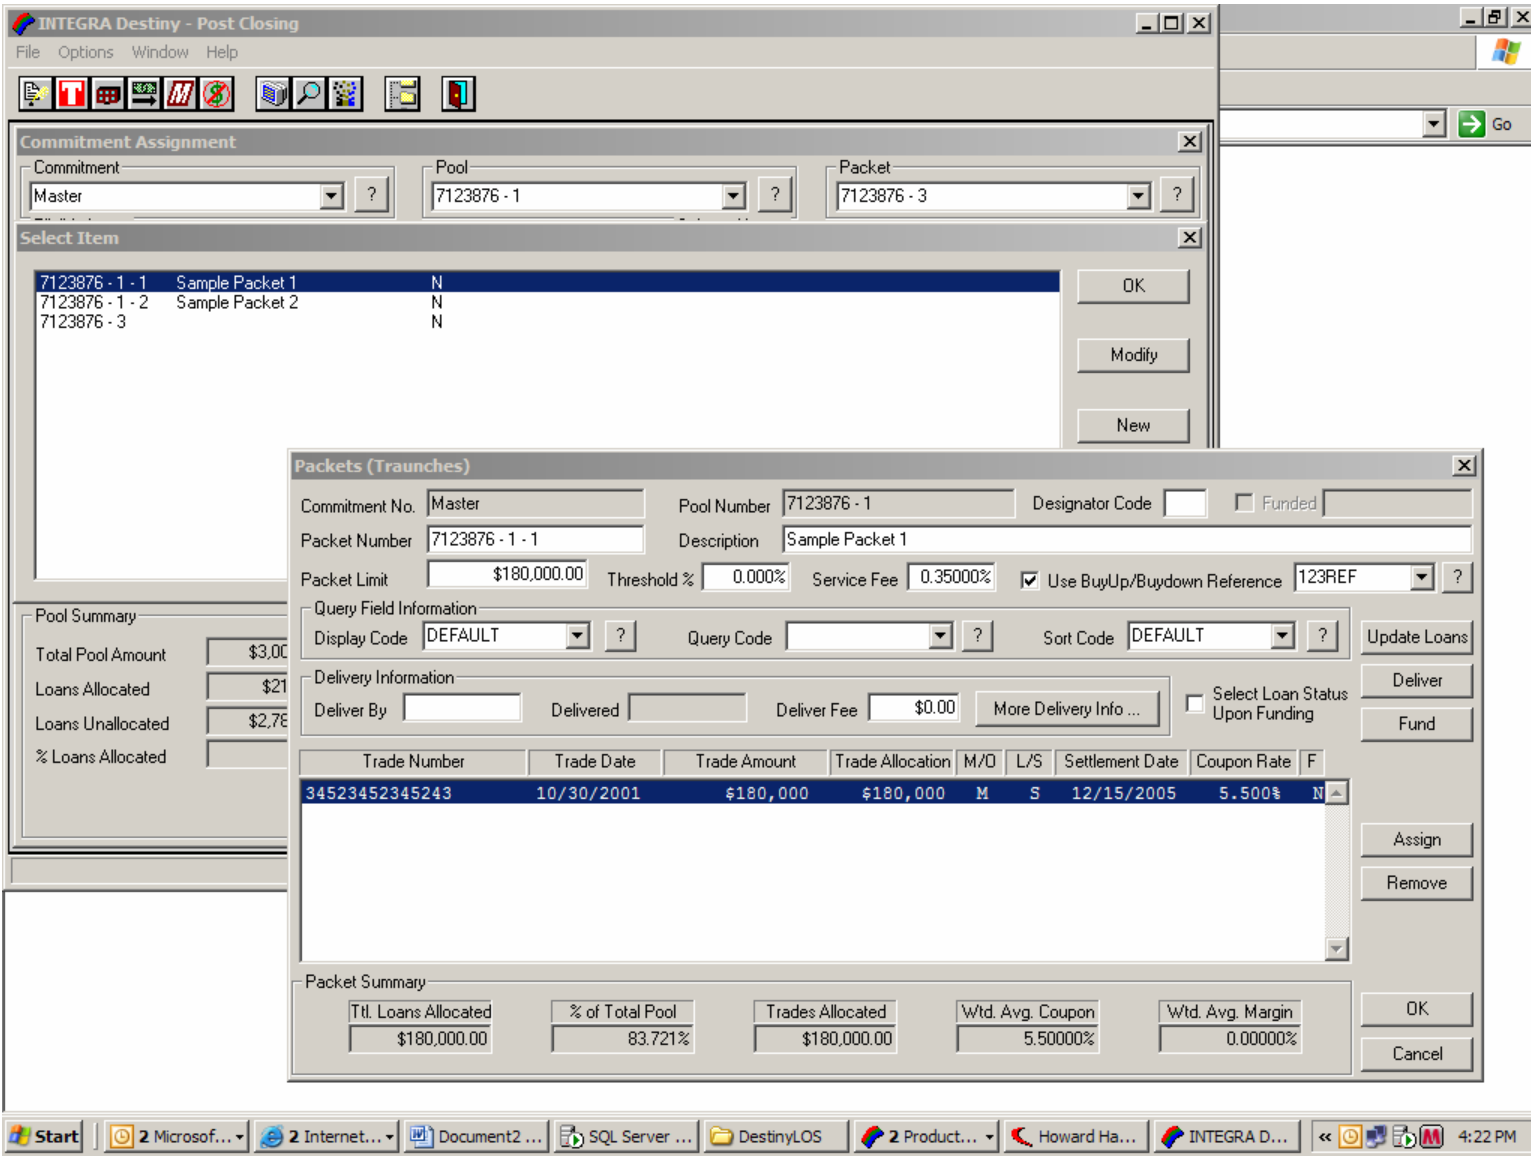 INTEGRA Destiny - Post Closing
File Options Window Help
Go
Commitment Assignment
Commitment
Pool
Packet
Master
?
7123876 - 1
?
7123876 - 3
?
Select Item
7123876 - 1 - 1 Sample Packet 1 N
7123876 - 1 - 2 Sample Packet 2 N
7123876 - 3 N
OK
Modify
New
Pool Summary
Total Pool Amount $3,00
Loans Allocated $21
Loans Unallocated $2,78
% Loans Allocated
Packets (Traunches)
Commitment No. Master Pool Number 7123876 - 1 Designator Code Funded
Packet Number 7123876 - 1 - 1 Description Sample Packet 1
Packet Limit $180,000.00 Threshold % 0.000% Service Fee 0.35000% Use BuyUp/Buydown Reference 123REF ?
Query Field Information
Display Code DEFAULT ? Query Code ? Sort Code DEFAULT ?
Update Loans
Delivery Information
Deliver By Delivered Deliver Fee $0.00 More Delivery Info ...
Select Loan Status
Upon Funding
Deliver
Fund
Trade Number Trade Date Trade Amount Trade Allocation M/O L/S Settlement Date Coupon Rate F
34523452345243 10/30/2001 $180,000 $180,000 M S 12/15/2005 5.500% N
Assign
Remove
Packet Summary
Ttl. Loans Allocated % of Total Pool Trades Allocated Wtd. Avg. Coupon Wtd. Avg. Margin
$180,000.00 83.721% $180,000.00 5.50000% 0.00000%
OK
Cancel
Start 2 Microsof... 2 Internet... Document2 ... SQL Server ... DestinyLOS 2 Product... Howard Ha... INTEGRA D... « 4:22 PM